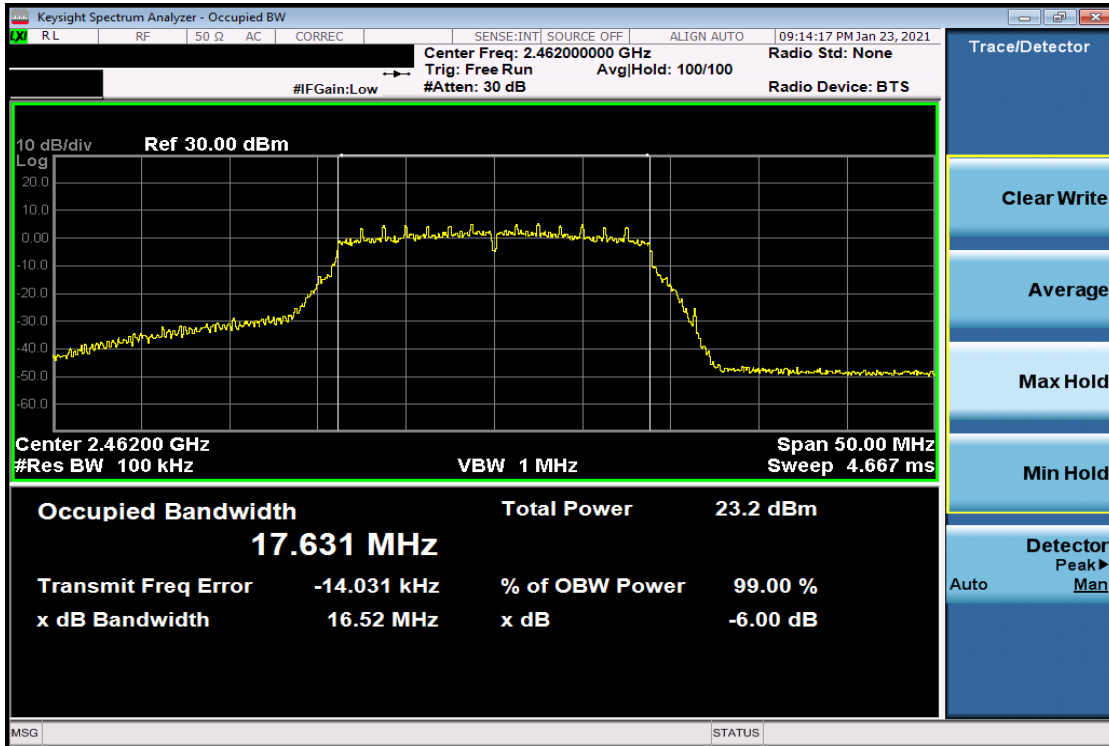 Keysight Spectrum Analyzer - Occupied BW
LXI RL RF 50 Ω AC CORREC SENSE:INT SOURCE OFF ALIGN AUTO 09:14:17 PM Jan 23, 2021
Center Freq: 2.462000000 GHz Radio Std: None
Trig: Free Run Avg|Hold: 100/100
#IFGain:Low #Atten: 30 dB Radio Device: BTS
10 dB/div Ref 30.00 dBm
Log
20.0
10.0
0.00
-10.0
-20.0
-30.0
-40.0
-50.0
-60.0
Center 2.46200 GHz Span 50.00 MHz
#Res BW 100 kHz VBW 1 MHz Sweep 4.667 ms
Occupied Bandwidth Total Power 23.2 dBm
17.631 MHz
Transmit Freq Error -14.031 kHz % of OBW Power 99.00 %
x dB Bandwidth 16.52 MHz x dB -6.00 dB
MSG STATUS
Trace/Detector
Clear Write
Average
Max Hold
Min Hold
Detector
Peak▶
Auto Man